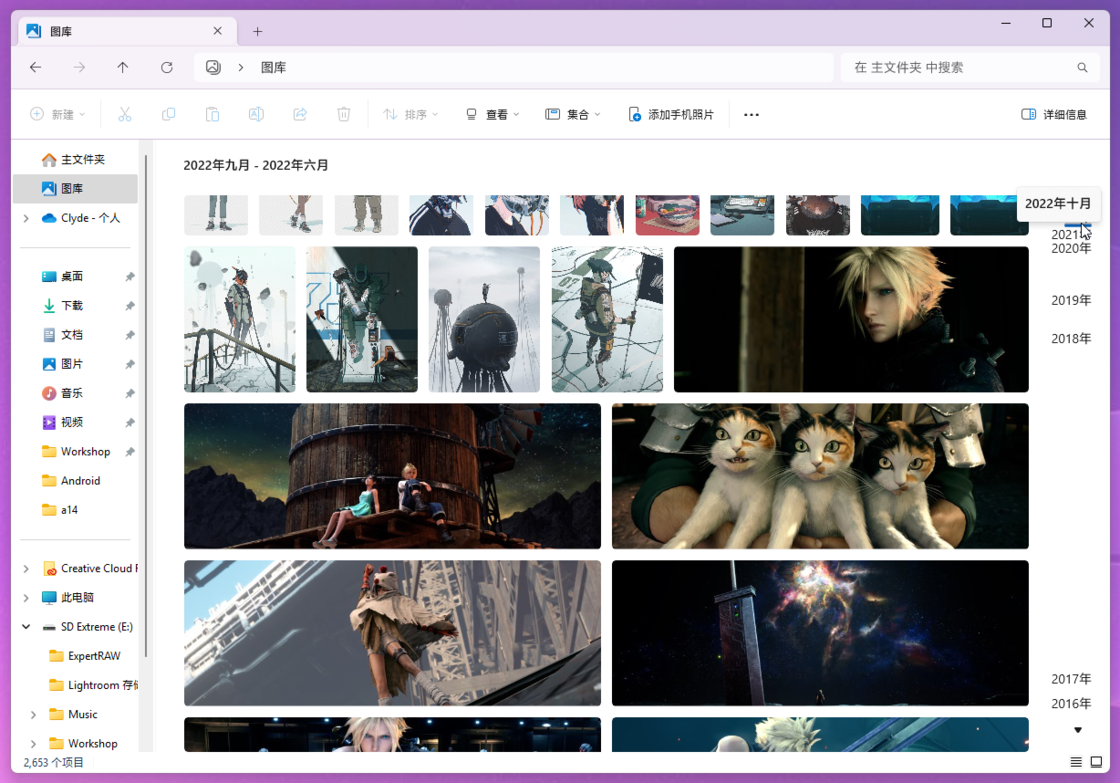 图库
图库
在 主文件夹 中搜索
新建
排序
查看
集合
添加手机照片
详细信息
主文件夹
图库
Clyde - 个人
桌面
下载
文档
图片
音乐
视频
Workshop
Android
a14
Creative Cloud F
此电脑
SD Extreme (E:)
ExpertRAW
Lightroom 存储
Music
Workshop
2,653 个项目
2022年九月 - 2022年六月
2022年十月
2021年
2020年
2019年
2018年
2017年
2016年